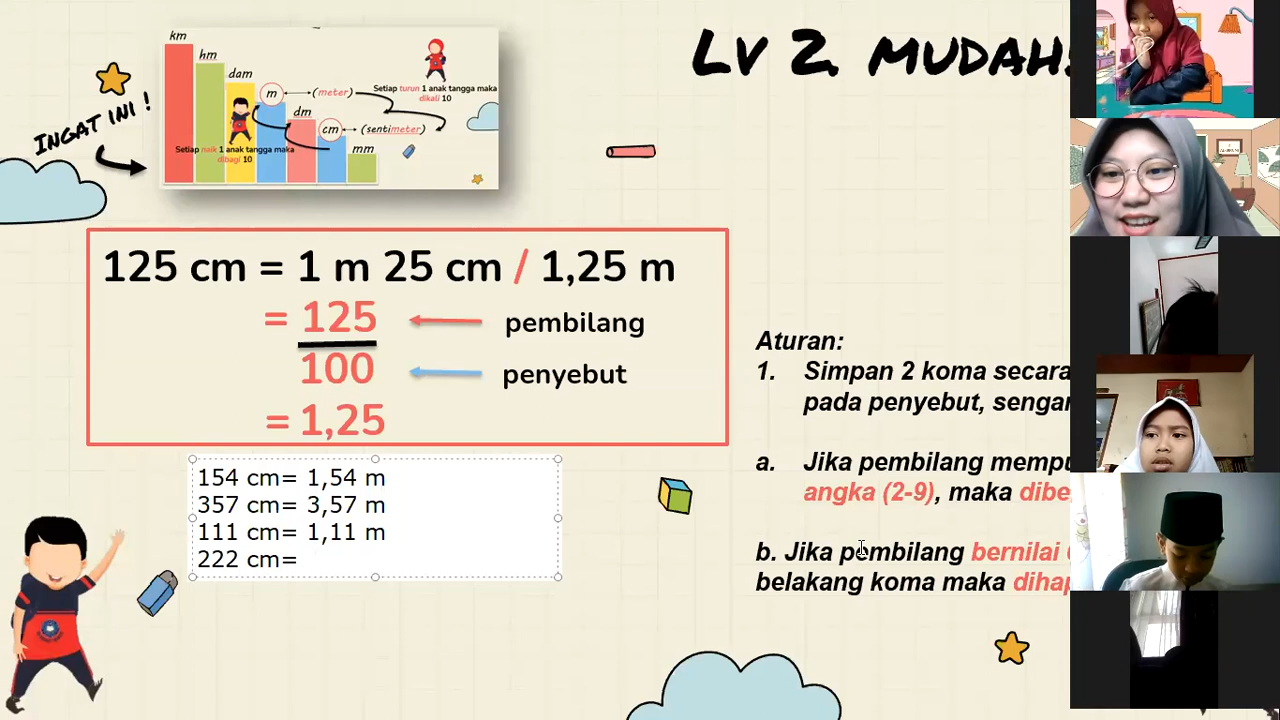 km
hm
dam
m
(meter)
dm
cm
(sentimeter)
mm
Setiap turun 1 anak tangga maka
dikali 10
Setiap naik 1 anak tangga maka
dibagi 10
INGAT INI !
LV 2. MUDAH!
125 cm = 1 m 25 cm / 1,25 m
= 125
pembilang
100
penyebut
= 1,25
154 cm= 1,54 m
357 cm= 3,57 m
111 cm= 1,11 m
222 cm=
Aturan:
1. Simpan 2 koma secara
pada penyebut,
a. Jika pembilang
angka (2-9), maka
b. Jika pembilang bernilai
belakang koma maka